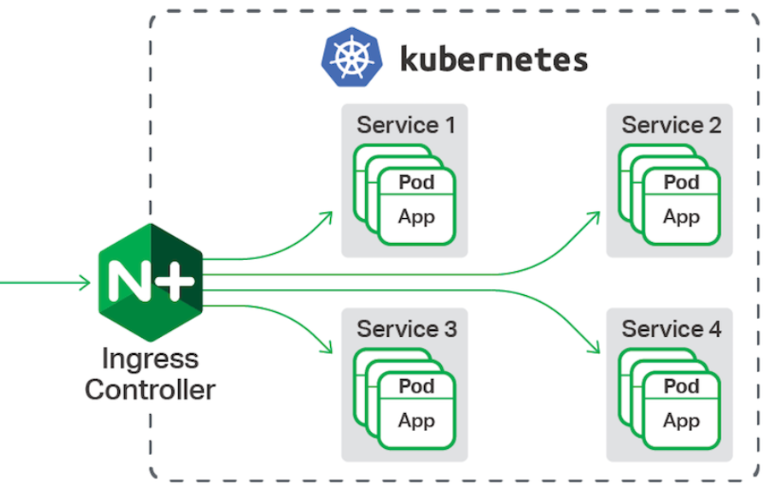 kubernetes
Service 1
Pod
App
Service 2
Pod
App
N+
Ingress
Controller
Service 3
Pod
App
Service 4
Pod
App